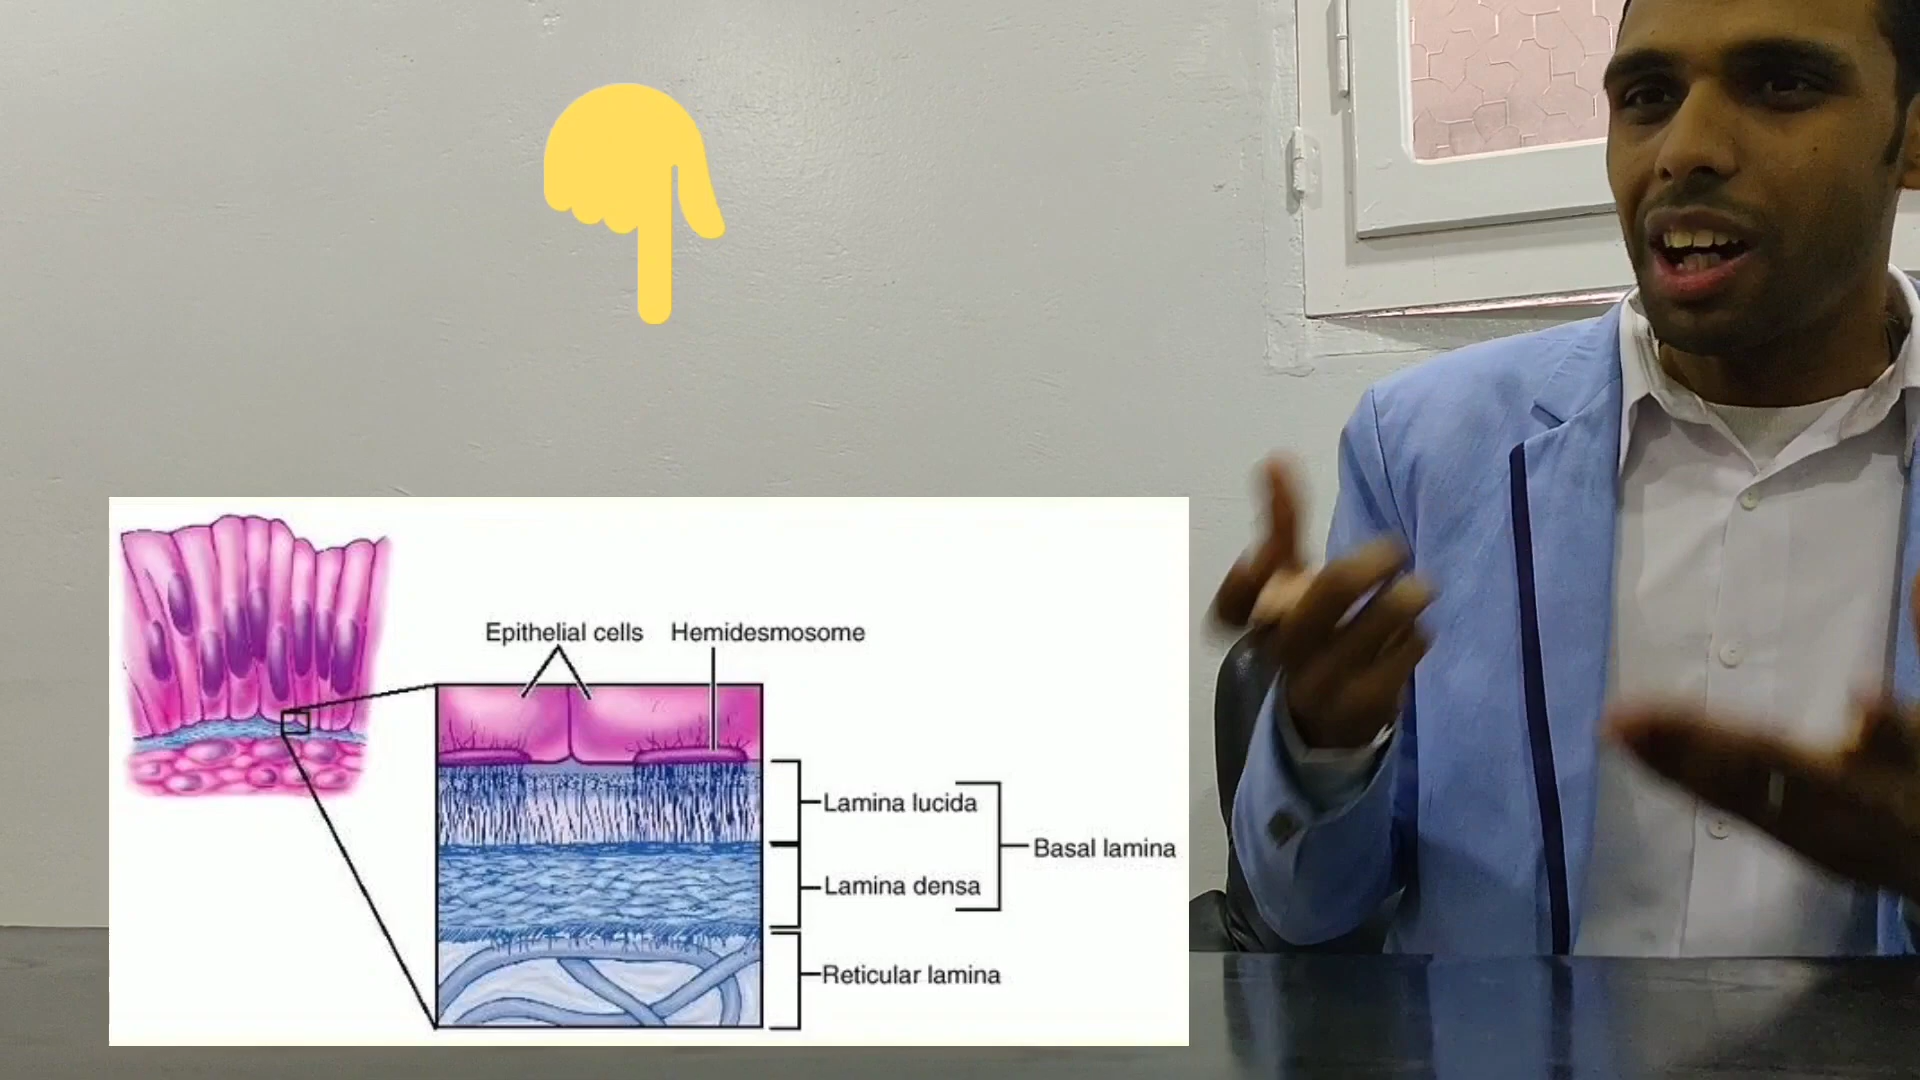 Epithelial cells
Hemidesmosome
Lamina lucida
Basal lamina
Lamina densa
Reticular lamina